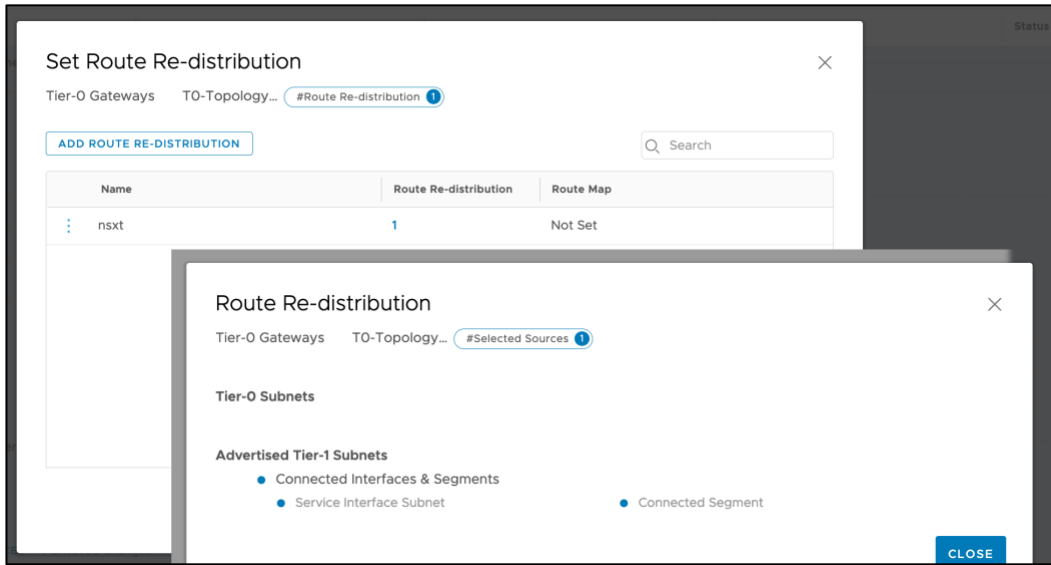 Status
Set Route Re-distribution
Tier-0 Gateways T0-Topology... #Route Re-distribution 1
ADD ROUTE RE-DISTRIBUTION Search
Name Route Re-distribution Route Map
nsxt 1 Not Set
Route Re-distribution
Tier-0 Gateways T0-Topology... #Selected Sources 1
Tier-0 Subnets
Advertised Tier-1 Subnets
Connected Interfaces & Segments
Service Interface Subnet Connected Segment
CLOSE